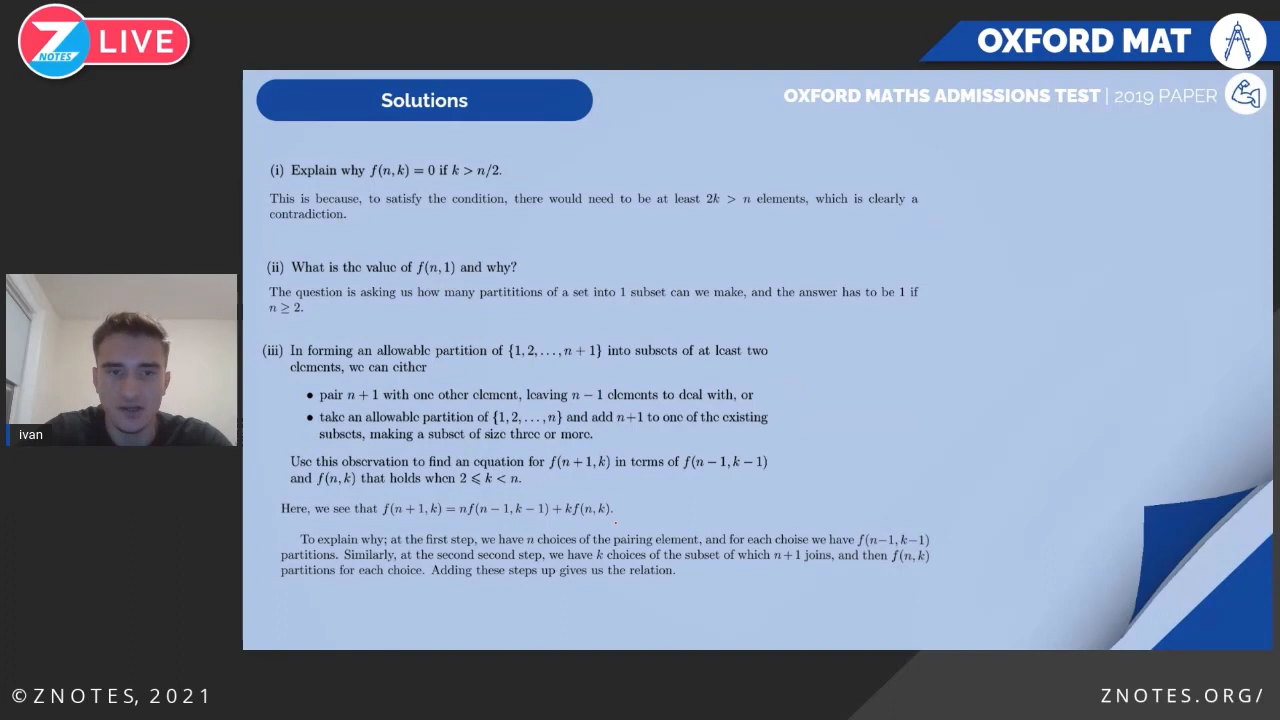 Z NOTES LIVE
OXFORD MAT
Solutions
OXFORD MATHS ADMISSIONS TEST | 2019 PAPER
(i) Explain why f(n, k) = 0 if k > n/2.
This is because, to satisfy the condition, there would need to be at least 2k > n elements, which is clearly a
contradiction.
(ii) What is the value of f(n, 1) and why?
The question is asking us how many partititions of a set into 1 subset can we make, and the answer has to be 1 if
n ≥ 2.
(iii) In forming an allowable partition of {1, 2, . . . , n + 1} into subsets of at least two
elements, we can either
• pair n + 1 with one other element, leaving n − 1 elements to deal with, or
• take an allowable partition of {1, 2, . . . , n} and add n+1 to one of the existing
subsets, making a subset of size three or more.
Use this observation to find an equation for f(n + 1, k) in terms of f(n − 1, k − 1)
and f(n, k) that holds when 2 ⩽ k < n.
Here, we see that f(n + 1, k) = nf(n − 1, k − 1) + kf(n, k).
To explain why; at the first step, we have n choices of the pairing element, and for each choise we have f(n−1, k−1)
partitions. Similarly, at the second second step, we have k choices of the subset of which n + 1 joins, and then f(n, k)
partitions for each choice. Adding these steps up gives us the relation.
ivan
©ZNOTES, 2021
ZNOTES.ORG/